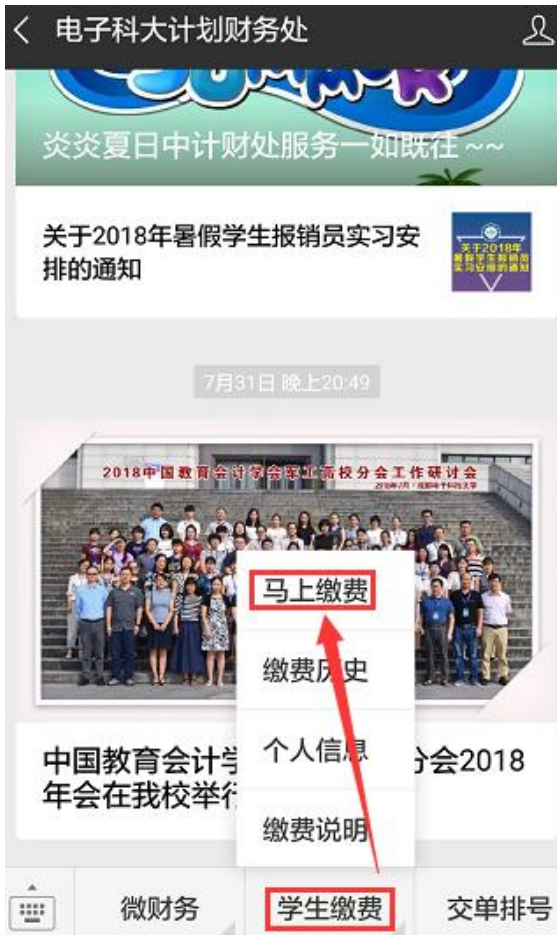 电子科大计划财务处
SUMMER
炎炎夏日中计财处服务一如既往~~
关于2018年暑假学生报销员实习安
排的通知
关于2018年
暑假学生报销员
实习安排的通知
7月31日 晚上20:49
2018中国教育会计学会军工高校分会工作研讨会
马上缴费
缴费历史
个人信息
缴费说明
中国教育会计学
分会2018
年会在我校举行
微财务
学生缴费
交单排号